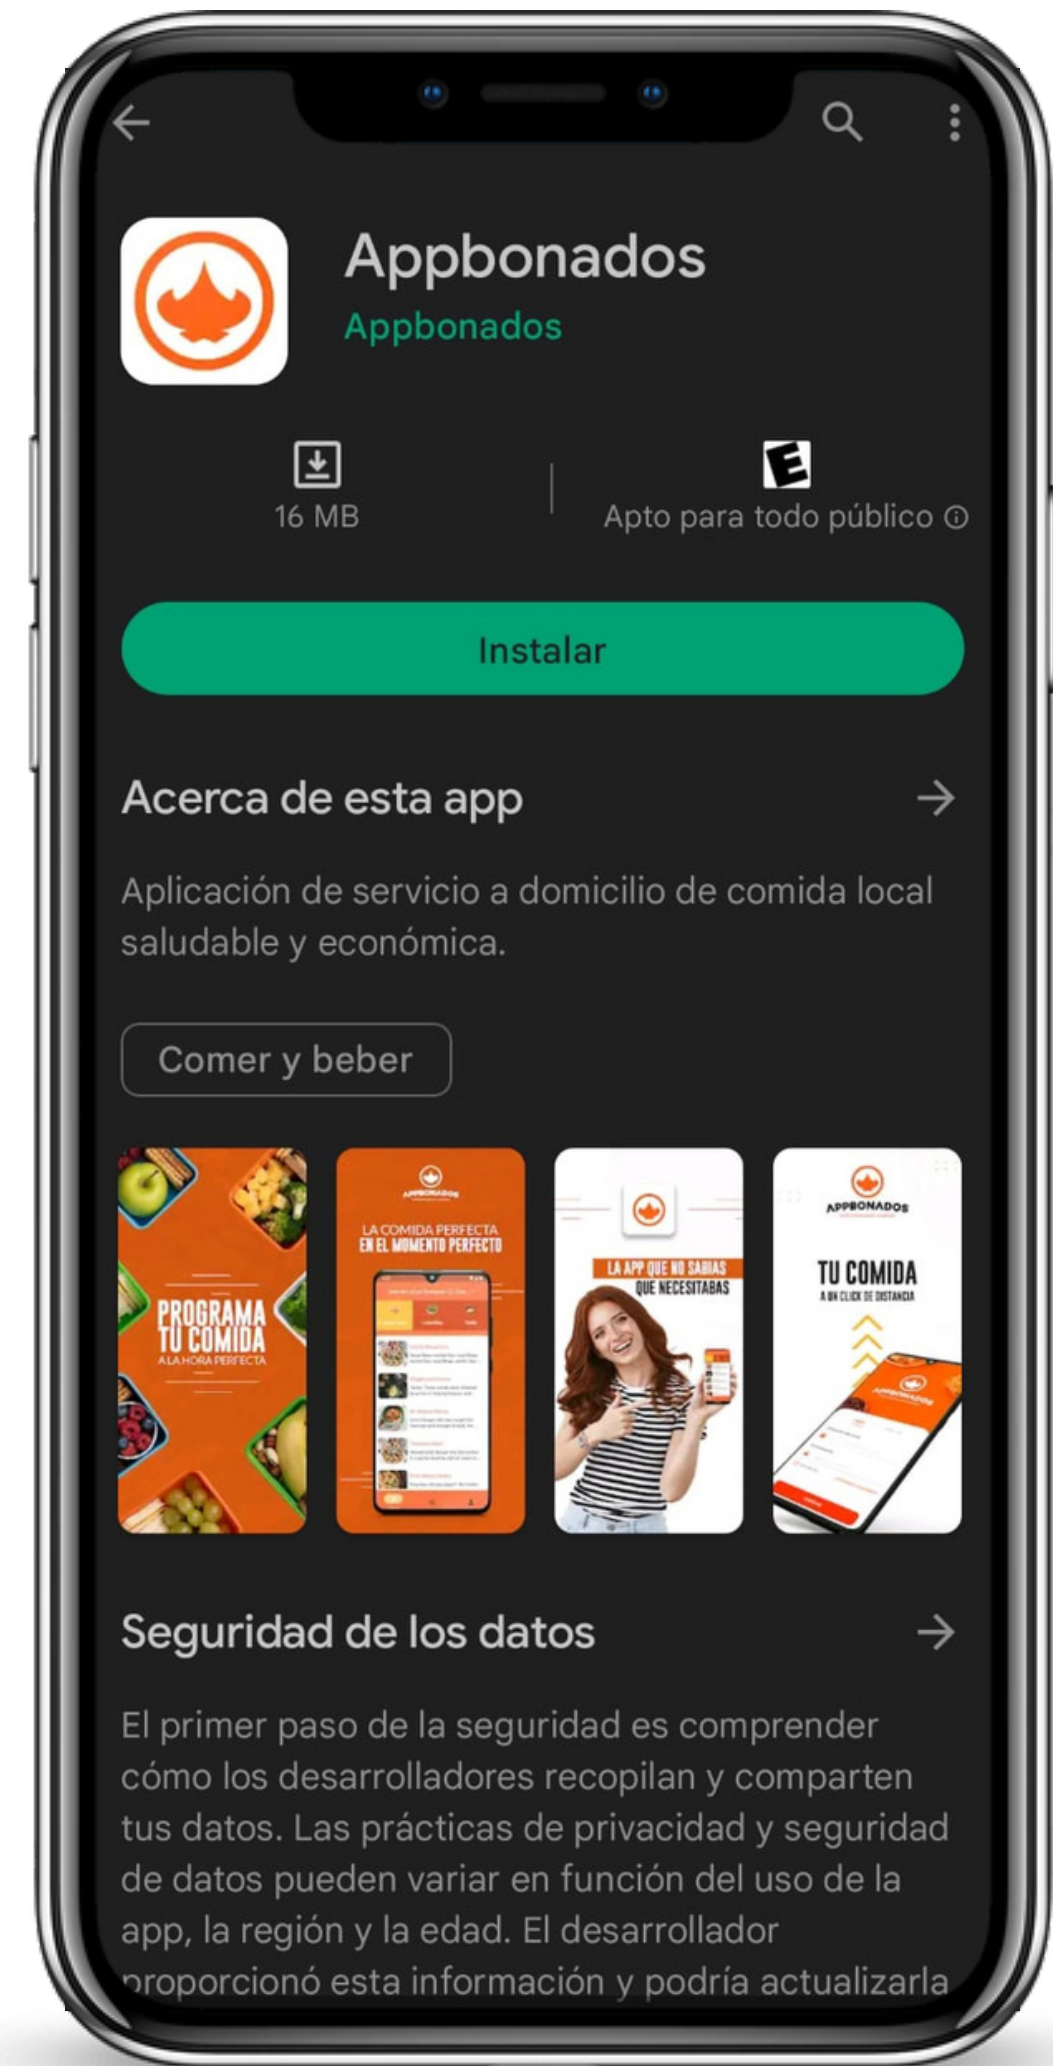 Appbonados
Appbonados
E
16 MB
Apto para todo público
Instalar
Acerca de esta app
Aplicación de servicio a domicilio de comida local
saludable y económica.
Comer y beber
PROGRAMA
TU COMIDA
A LA HORA PERFECTA
APPBONADOS
LA COMIDA PERFECTA
EN EL MOMENTO PERFECTO
LA APP QUE NO SABIAS
QUE NECESITABAS
APPBONADOS
TU COMIDA
A UN CLICK DE DISTANCIA
APPBONADOS
Seguridad de los datos
El primer paso de la seguridad es comprender
cómo los desarrolladores recopilan y comparten
tus datos. Las prácticas de privacidad y seguridad
de datos pueden variar en función del uso de la
app, la región y la edad. El desarrollador
proporcionó esta información y podría actualizarla